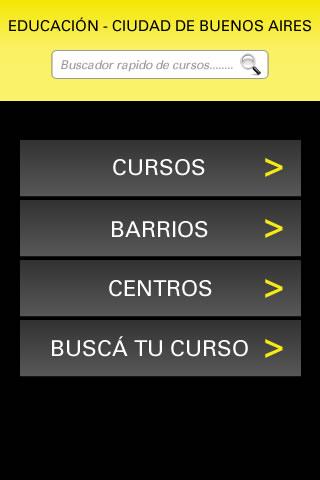 EDUCACIÓN - CIUDAD DE BUENOS AIRES
Buscador rapido de cursos........
CURSOS >
BARRIOS >
CENTROS >
BUSCÁ TU CURSO >